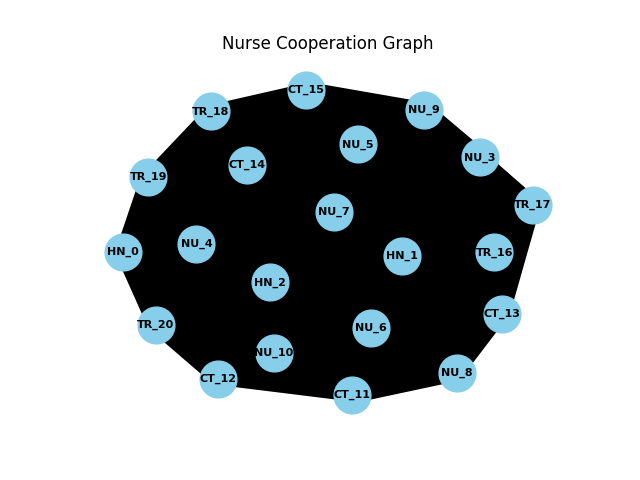 Nurse Cooperation Graph
CT_15
TR_18
NU_9
NU_5
NU_3
CT_14
TR_19
TR_17
NU_7
NU_4
HN_0
TR_16
HN_1
HN_2
CT_13
TR_20
NU_6
NU_10
NU_8
CT_12
CT_11